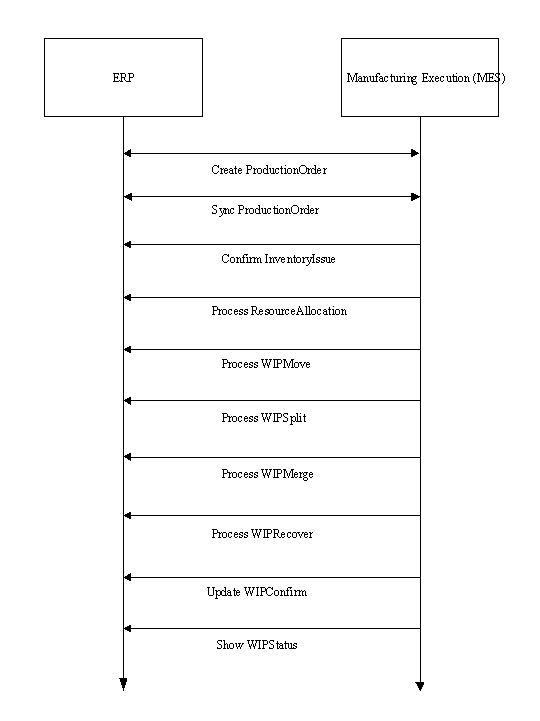 ERP
Manufacturing Execution (MES)
Create ProductionOrder
Sync ProductionOrder
Confirm InventoryIssue
Process ResourceAllocation
Process WIPMove
Process WIPSplit
Process WIPMerge
Process WIPRecover
Update WIPConfirm
Show WIPStatus